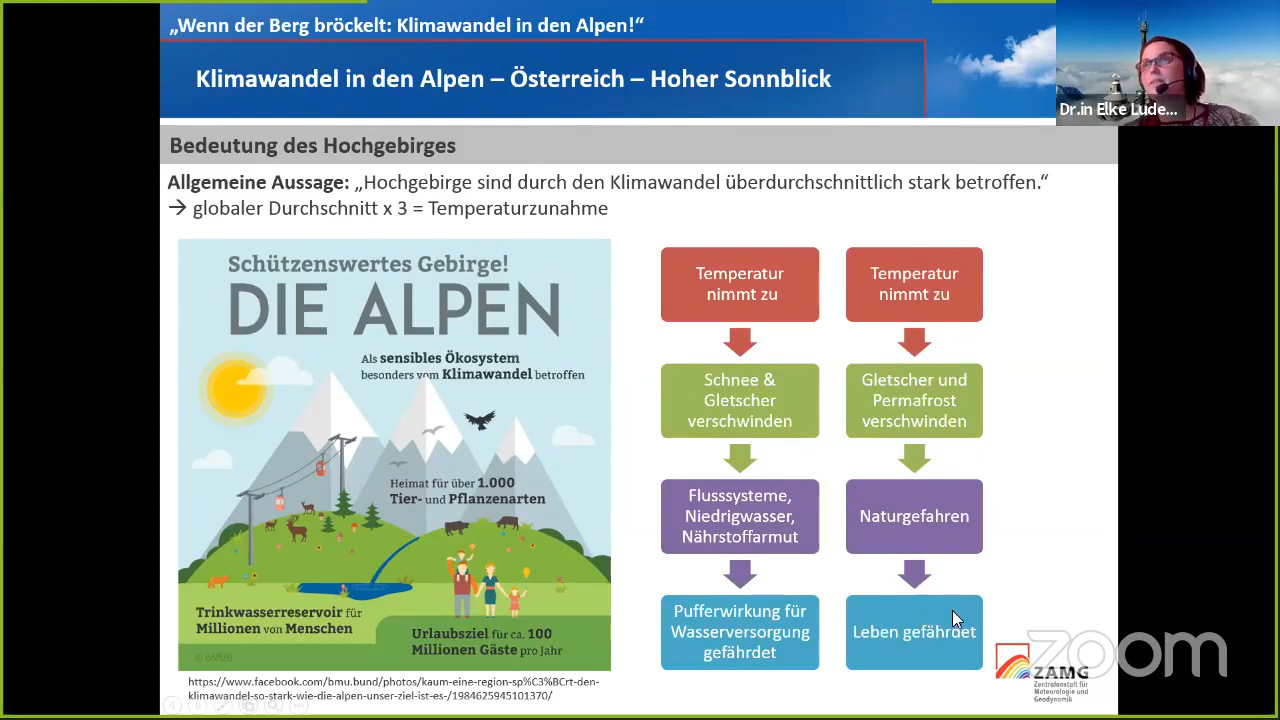 „Wenn der Berg bröckelt: Klimawandel in den Alpen!“
Klimawandel in den Alpen – Österreich – Hoher Sonnblick
Dr.in Elke Lude...
Bedeutung des Hochgebirges
Allgemeine Aussage: „Hochgebirge sind durch den Klimawandel überdurchschnittlich stark betroffen.“
→ globaler Durchschnitt x 3 = Temperaturzunahme
Schützenswertes Gebirge!
DIE ALPEN
Als sensibles Ökosystem
besonders vom Klimawandel betroffen
Heimat für über 1.000
Tier- und Pflanzenarten
Trinkwasserreservoir für
Millionen von Menschen
Urlaubsziel für ca. 100
Millionen Gäste pro Jahr
© BMUB
https://www.facebook.com/bmu.bund/photos/kaum-eine-region-sp%C3%BCrt-den-
klimawandel-so-stark-wie-die-alpen-unser-ziel-ist-es-/1984625945101370/
Temperatur
nimmt zu
Schnee &
Gletscher
verschwinden
Flusssysteme,
Niedrigwasser,
Nährstoffarmut
Pufferwirkung für
Wasserversorgung
gefährdet
Temperatur
nimmt zu
Gletscher und
Permafrost
verschwinden
Naturgefahren
Leben gefährdet
zoom
ZAMG
Zentralanstalt für
Meteorologie und
Geodynamik